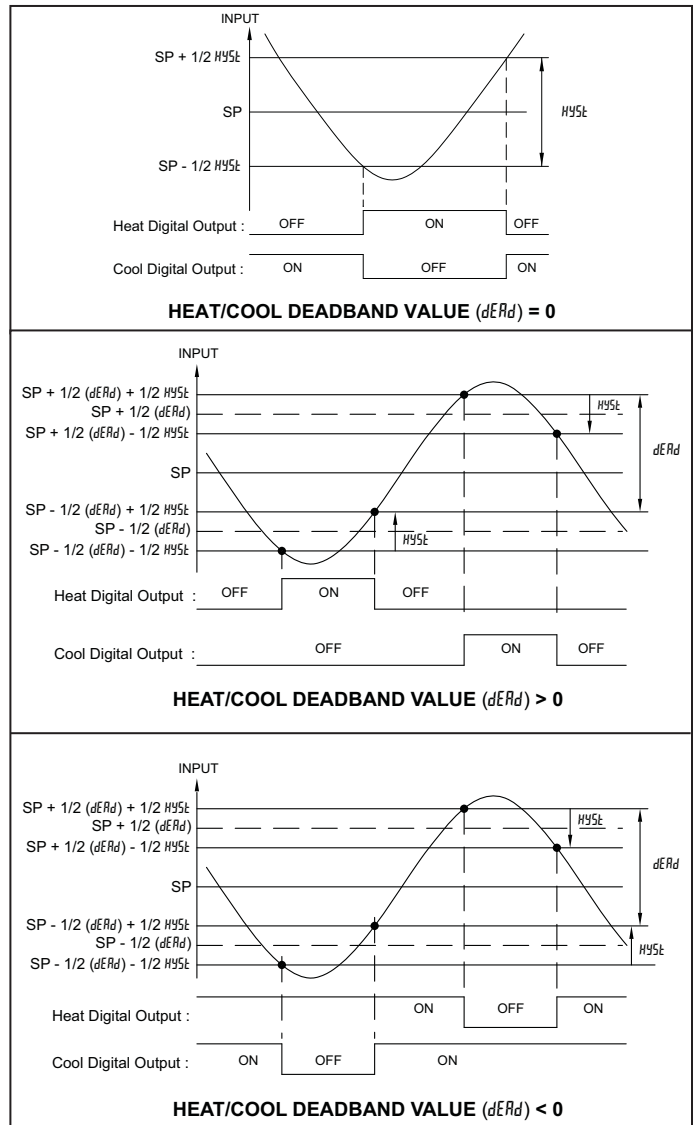 INPUT
SP + 1/2 HYSt
SP
HYSt
SP - 1/2 HYSt
Heat Digital Output : OFF ON OFF
Cool Digital Output : ON OFF ON
HEAT/COOL DEADBAND VALUE (dEAd) = 0
INPUT
SP + 1/2 (dEAd) + 1/2 HYSt
SP + 1/2 (dEAd)
HYSt
SP + 1/2 (dEAd) - 1/2 HYSt
dEAd
SP
SP - 1/2 (dEAd) + 1/2 HYSt
SP - 1/2 (dEAd)
HYSt
SP - 1/2 (dEAd) - 1/2 HYSt
Heat Digital Output : OFF ON OFF
Cool Digital Output : OFF ON OFF
HEAT/COOL DEADBAND VALUE (dEAd) > 0
INPUT
SP + 1/2 (dEAd) + 1/2 HYSt
SP + 1/2 (dEAd)
HYSt
SP + 1/2 (dEAd) - 1/2 HYSt
dEAd
SP
SP - 1/2 (dEAd) + 1/2 HYSt
SP - 1/2 (dEAd)
HYSt
SP - 1/2 (dEAd) - 1/2 HYSt
Heat Digital Output : ON OFF ON
Cool Digital Output : ON OFF ON
HEAT/COOL DEADBAND VALUE (dEAd) < 0